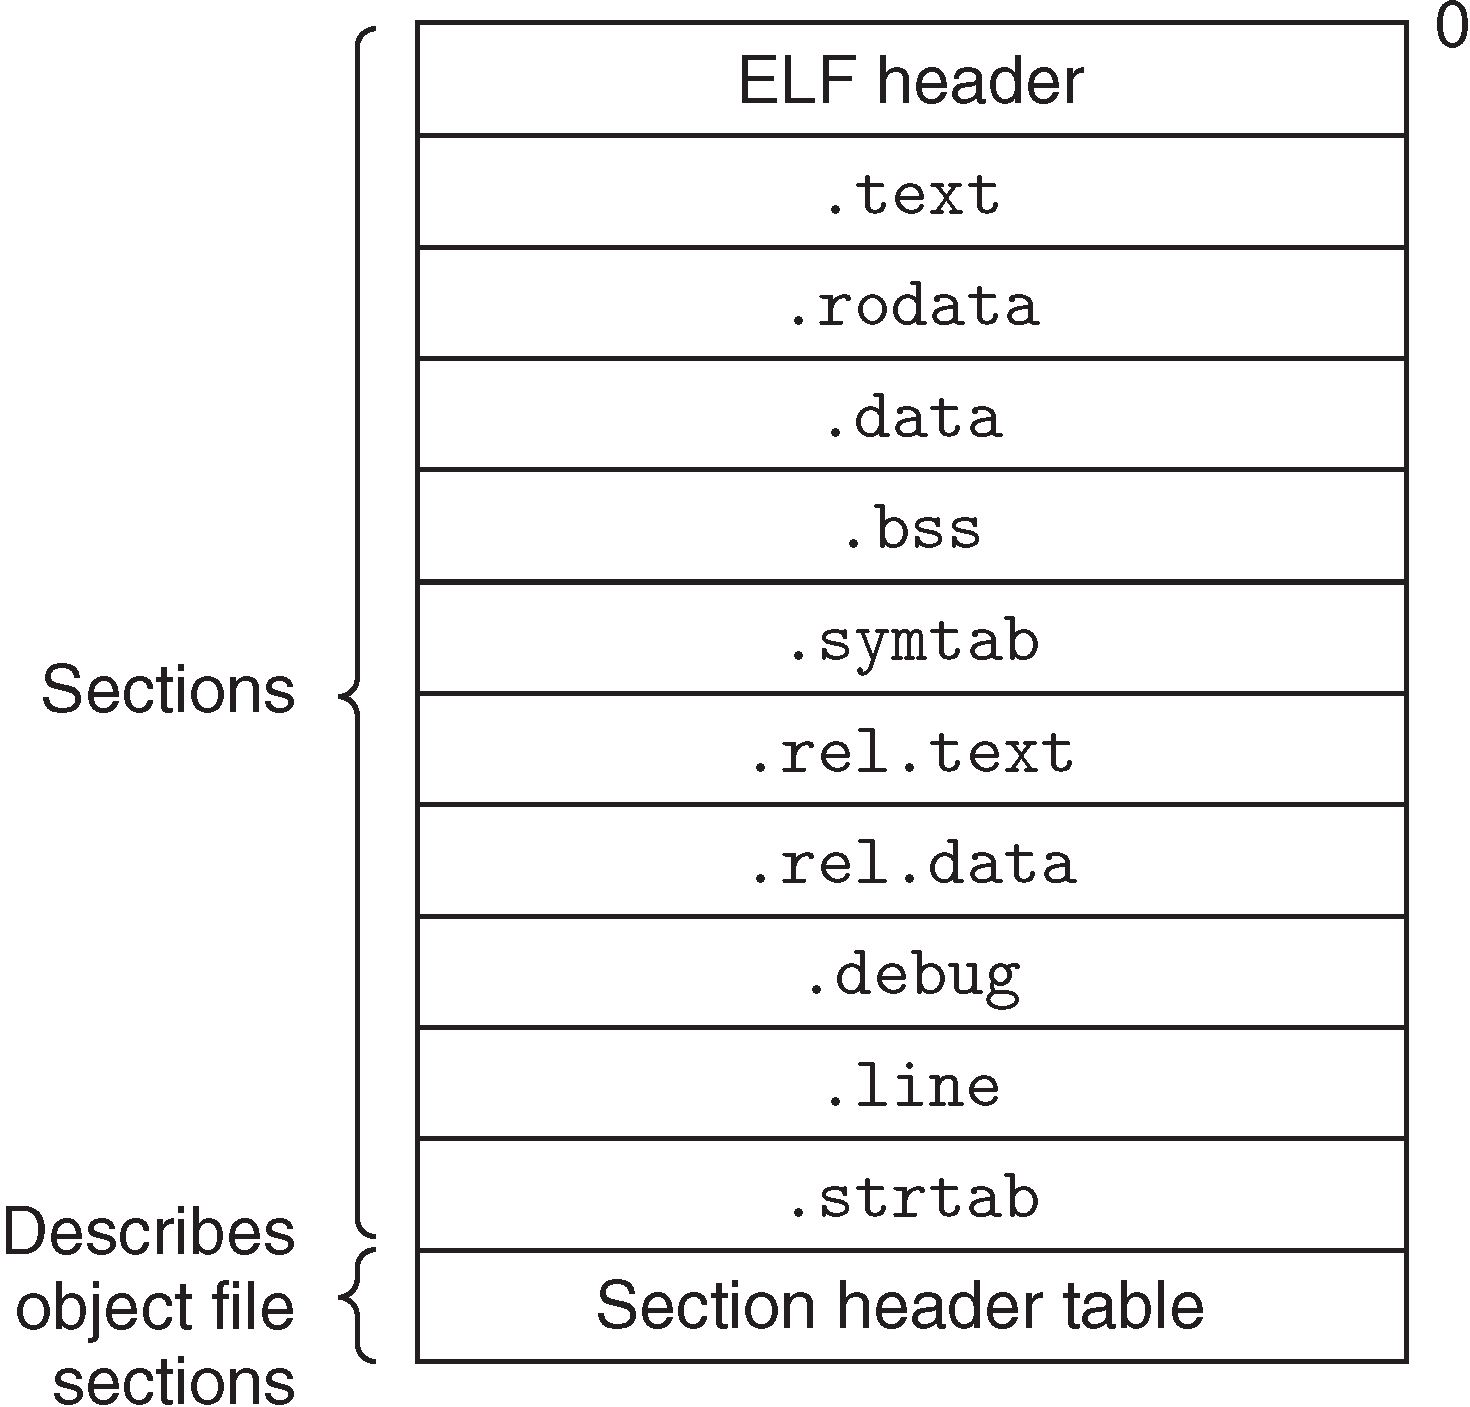 0
ELF header
.text
.rodata
.data
.bss
.symtab
Sections
.rel.text
.rel.data
.debug
.line
.strtab
Describes
object file
sections
Section header table